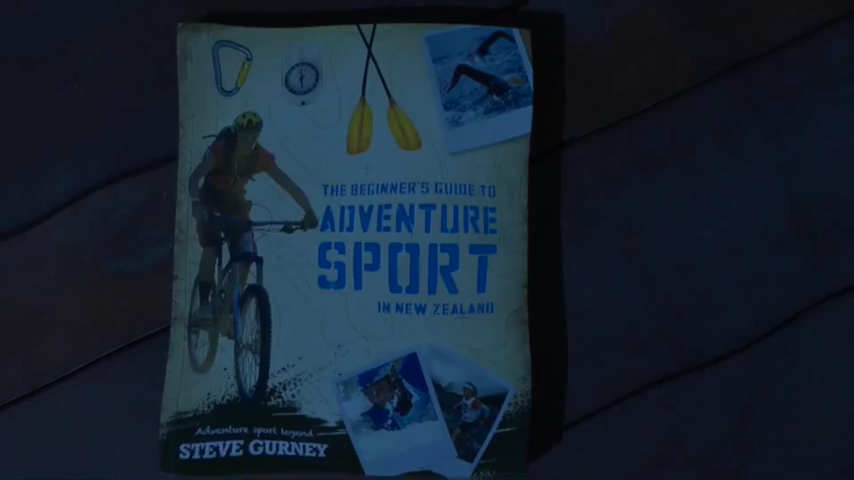 THE BEGINNER'S GUIDE TO
ADVENTURE
SPORT
IN NEW ZEALAND
Adventure sport legend
STEVE GURNEY